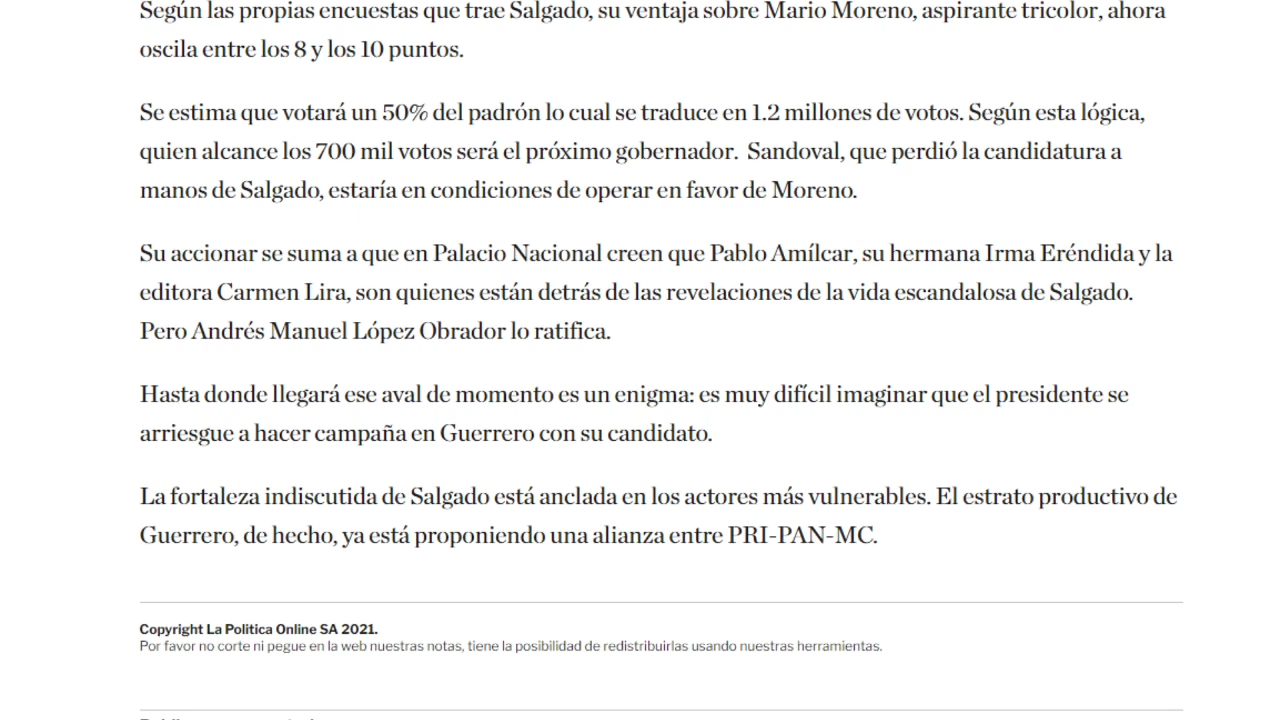 Según las propias encuestas que trae Salgado, su ventaja sobre Mario Moreno, aspirante tricolor, ahora
oscila entre los 8 y los 10 puntos.
Se estima que votará un 50% del padrón lo cual se traduce en 1.2 millones de votos. Según esta lógica,
quien alcance los 700 mil votos será el próximo gobernador.  Sandoval, que perdió la candidatura a
manos de Salgado, estaría en condiciones de operar en favor de Moreno.
Su accionar se suma a que en Palacio Nacional creen que Pablo Amílcar, su hermana Irma Eréndida y la
editora Carmen Lira, son quienes están detrás de las revelaciones de la vida escandalosa de Salgado.
Pero Andrés Manuel López Obrador lo ratifica.
Hasta donde llegará ese aval de momento es un enigma: es muy difícil imaginar que el presidente se
arriesgue a hacer campaña en Guerrero con su candidato.
La fortaleza indiscutida de Salgado está anclada en los actores más vulnerables. El estrato productivo de
Guerrero, de hecho, ya está proponiendo una alianza entre PRI-PAN-MC.
Copyright La Politica Online SA 2021.
Por favor no corte ni pegue en la web nuestras notas, tiene la posibilidad de redistribuirlas usando nuestras herramientas.